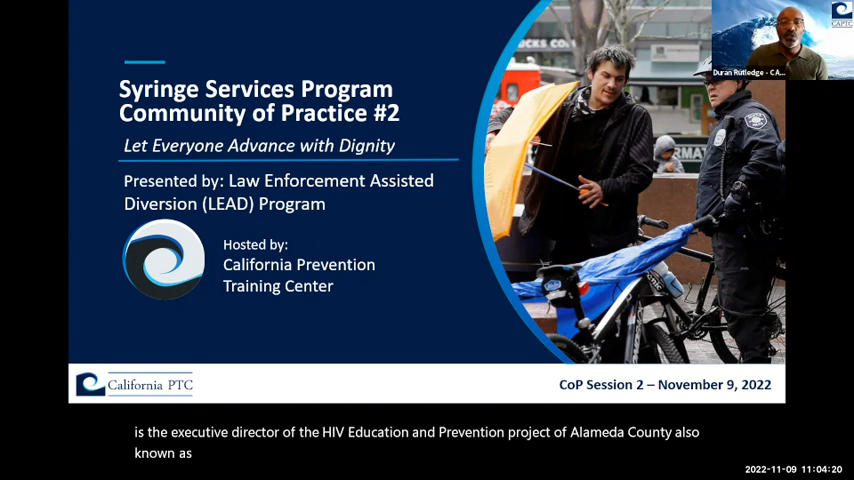 Syringe Services Program
Community of Practice #2
Let Everyone Advance with Dignity
Presented by: Law Enforcement Assisted
Diversion (LEAD) Program
Hosted by:
California Prevention
Training Center
California PTC
CoP Session 2 – November 9, 2022
Duran Rutledge - CA...
CAPTC
is the executive director of the HIV Education and Prevention project of Alameda County also
known as
2022-11-09 11:04:20